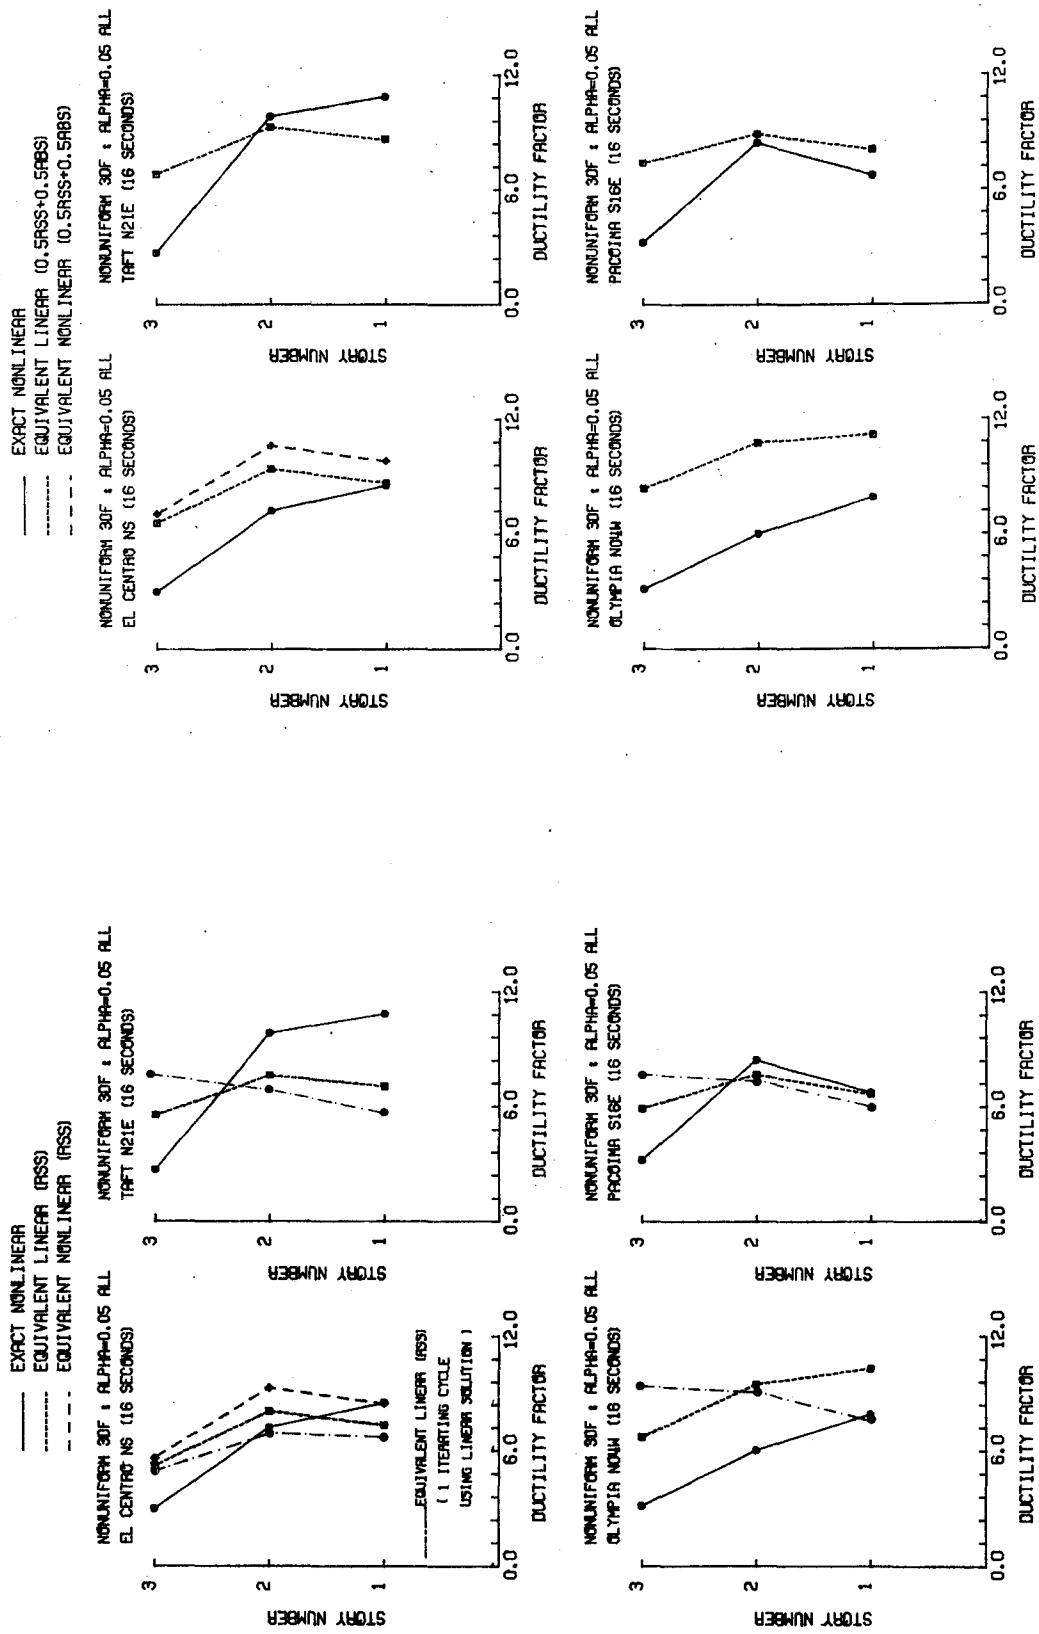 EXACT NONLINEAR
EQUIVALENT LINEAR (RSS)
EQUIVALENT NONLINEAR (RSS)
NONUNIFORM 3DF : ALPHA=0.05 ALL
EL CENTRO NS (16 SECONDS)
3
2
1
STORY NUMBER
EQUIVALENT LINEAR (RSS)
( 1 ITERATING CYCLE
USING LINEAR SOLUTION )
0.0 6.0 12.0
DUCTILITY FACTOR
NONUNIFORM 3DF : ALPHA=0.05 ALL
TAFT N21E (16 SECONDS)
3
2
1
STORY NUMBER
0.0 6.0 12.0
DUCTILITY FACTOR
NONUNIFORM 3DF : ALPHA=0.05 ALL
OLYMPIA N04W (16 SECONDS)
3
2
1
STORY NUMBER
0.0 6.0 12.0
DUCTILITY FACTOR
NONUNIFORM 3DF : ALPHA=0.05 ALL
PACOIMA S16E (16 SECONDS)
3
2
1
STORY NUMBER
0.0 6.0 12.0
DUCTILITY FACTOR
EXACT NONLINEAR
EQUIVALENT LINEAR (0.5RSS+0.5ABS)
EQUIVALENT NONLINEAR (0.5RSS+0.5ABS)
NONUNIFORM 3DF : ALPHA=0.05 ALL
EL CENTRO NS (16 SECONDS)
3
2
1
STORY NUMBER
0.0 6.0 12.0
DUCTILITY FACTOR
NONUNIFORM 3DF : ALPHA=0.05 ALL
TAFT N21E (16 SECONDS)
3
2
1
STORY NUMBER
0.0 6.0 12.0
DUCTILITY FACTOR
NONUNIFORM 3DF : ALPHA=0.05 ALL
OLYMPIA N04W (16 SECONDS)
3
2
1
STORY NUMBER
0.0 6.0 12.0
DUCTILITY FACTOR
NONUNIFORM 3DF : ALPHA=0.05 ALL
PACOIMA S16E (16 SECONDS)
3
2
1
STORY NUMBER
0.0 6.0 12.0
DUCTILITY FACTOR